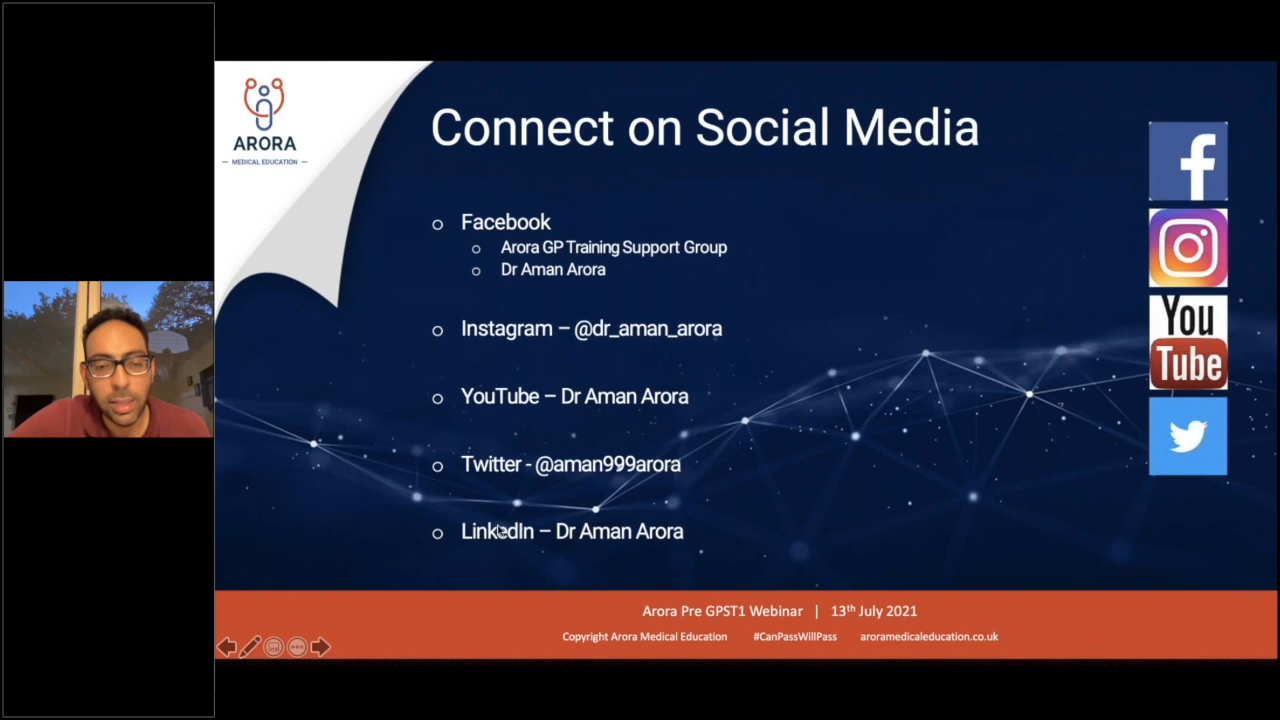 ARORA
MEDICAL EDUCATION
Connect on Social Media
Facebook
Arora GP Training Support Group
Dr Aman Arora
Instagram – @dr_aman_arora
YouTube – Dr Aman Arora
Twitter - @aman999arora
LinkedIn – Dr Aman Arora
f
You
Tube
Arora Pre GPST1 Webinar | 13th July 2021
Copyright Arora Medical Education #CanPassWillPass aroramedicaleducation.co.uk